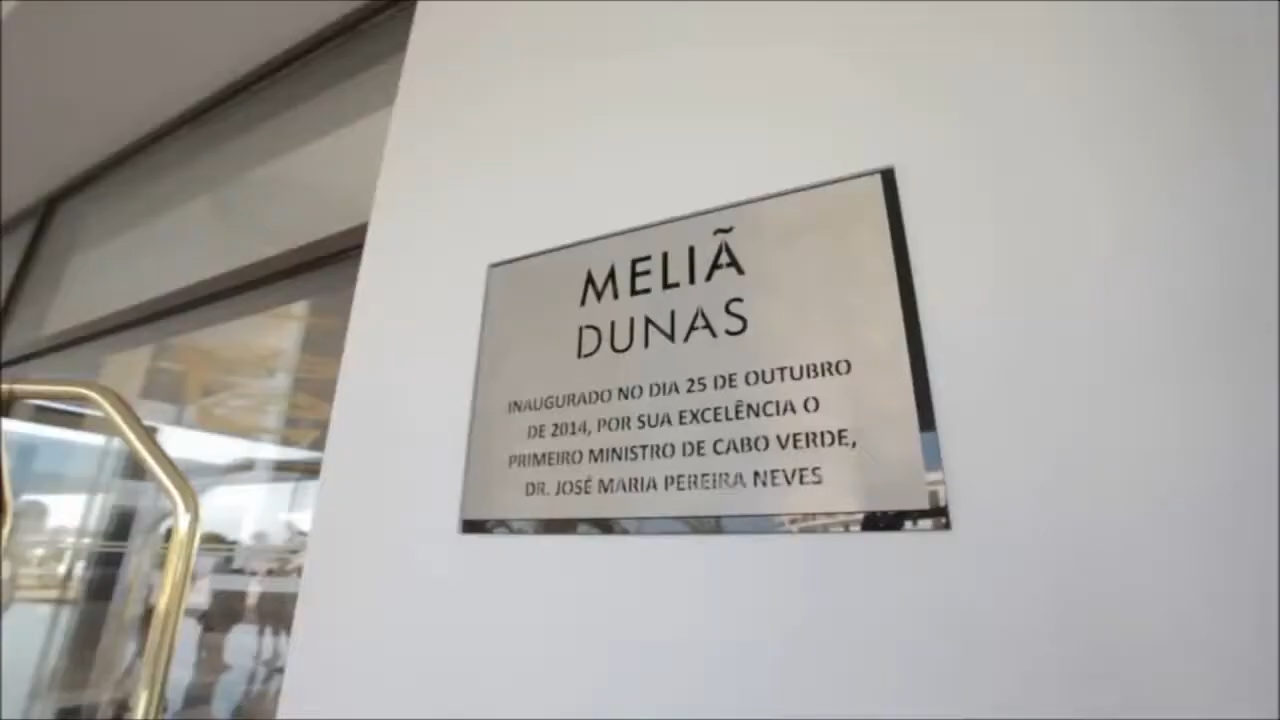 MELIÃ
DUNAS
INAUGURADO NO DIA 25 DE OUTUBRO
DE 2014, POR SUA EXCELÊNCIA O
PRIMEIRO MINISTRO DE CABO VERDE,
DR. JOSÉ MARIA PEREIRA NEVES